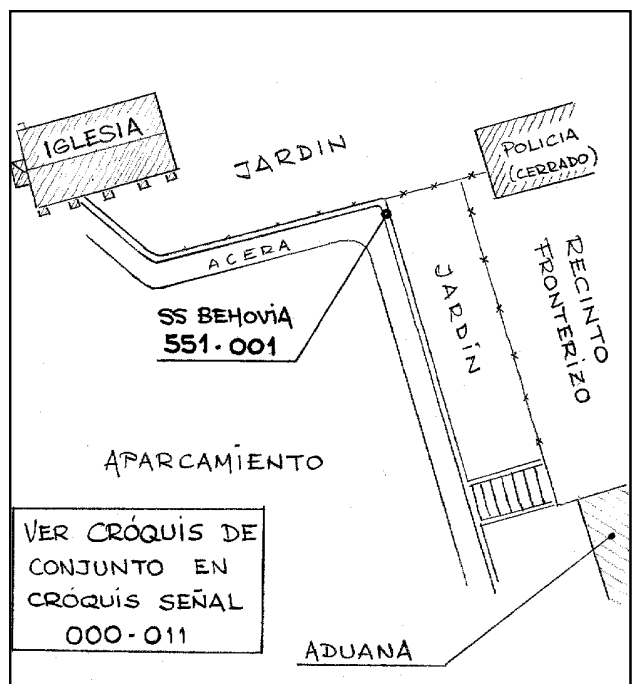 IGLESIA
JARDIN
POLICIA
(CERRADO)
ACERA
JARDÍN
RECINTO
FRONTERIZO
SS BEHOVIA
551·001
APARCAMIENTO
VER CRÓQUIS DE
CONJUNTO EN
CRÓQUIS SEÑAL
000-011
ADUANA